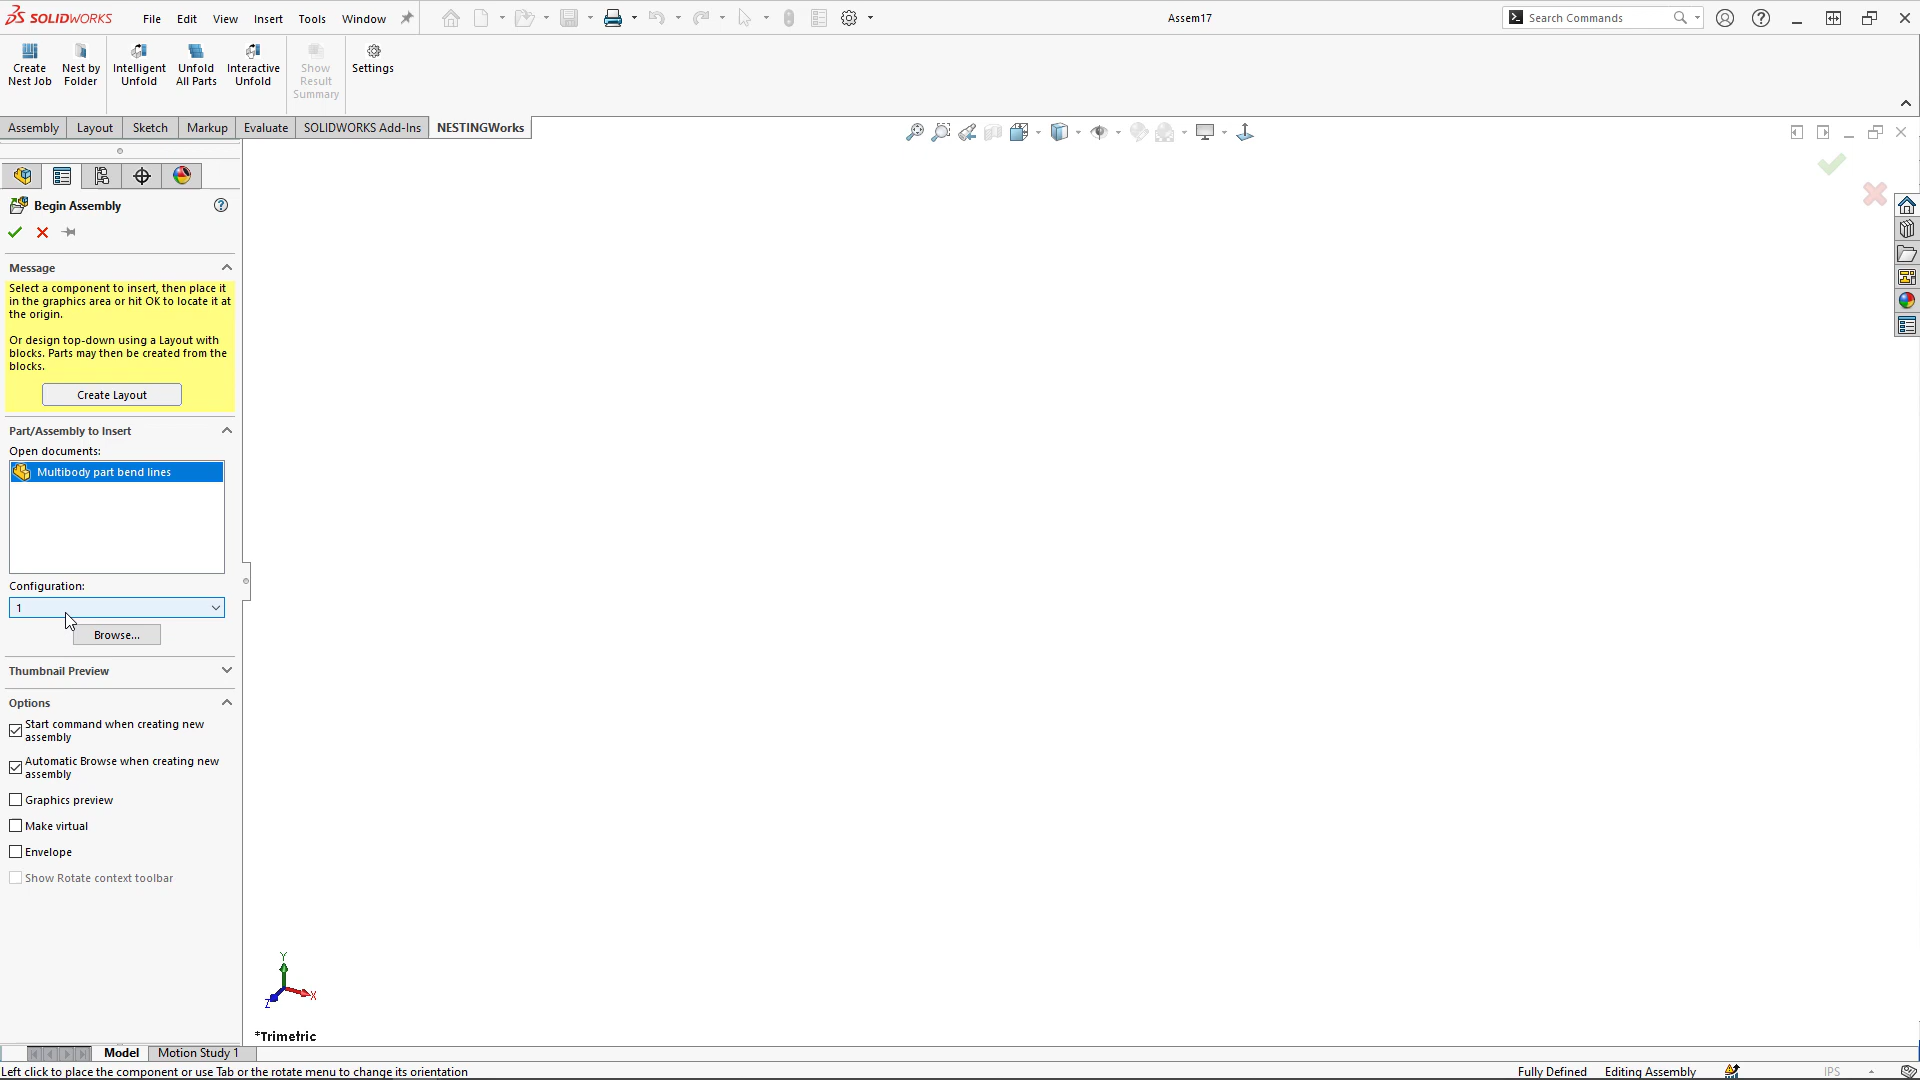 SOLIDWORKS File Edit View Insert Tools Window Assem17 Search Commands
Create Nest Job
Nest by Folder
Intelligent Unfold
Unfold All Parts
Interactive Unfold
Show Result Summary
Settings
Assembly Layout Sketch Markup Evaluate SOLIDWORKS Add-Ins NESTINGWorks
Begin Assembly
Message
Select a component to insert, then place it
in the graphics area or hit OK to locate it at
the origin.
Or design top-down using a Layout with
blocks. Parts may then be created from the
blocks.
Create Layout
Part/Assembly to Insert
Open documents:
Multibody part bend lines
Configuration:
1
Browse...
Thumbnail Preview
Options
Start command when creating new
assembly
Automatic Browse when creating new
assembly
Graphics preview
Make virtual
Envelope
Show Rotate context toolbar
Y
X
Z
*Trimetric
Model Motion Study 1
Left click to place the component or use Tab or the rotate menu to change its orientation Fully Defined Editing Assembly IPS